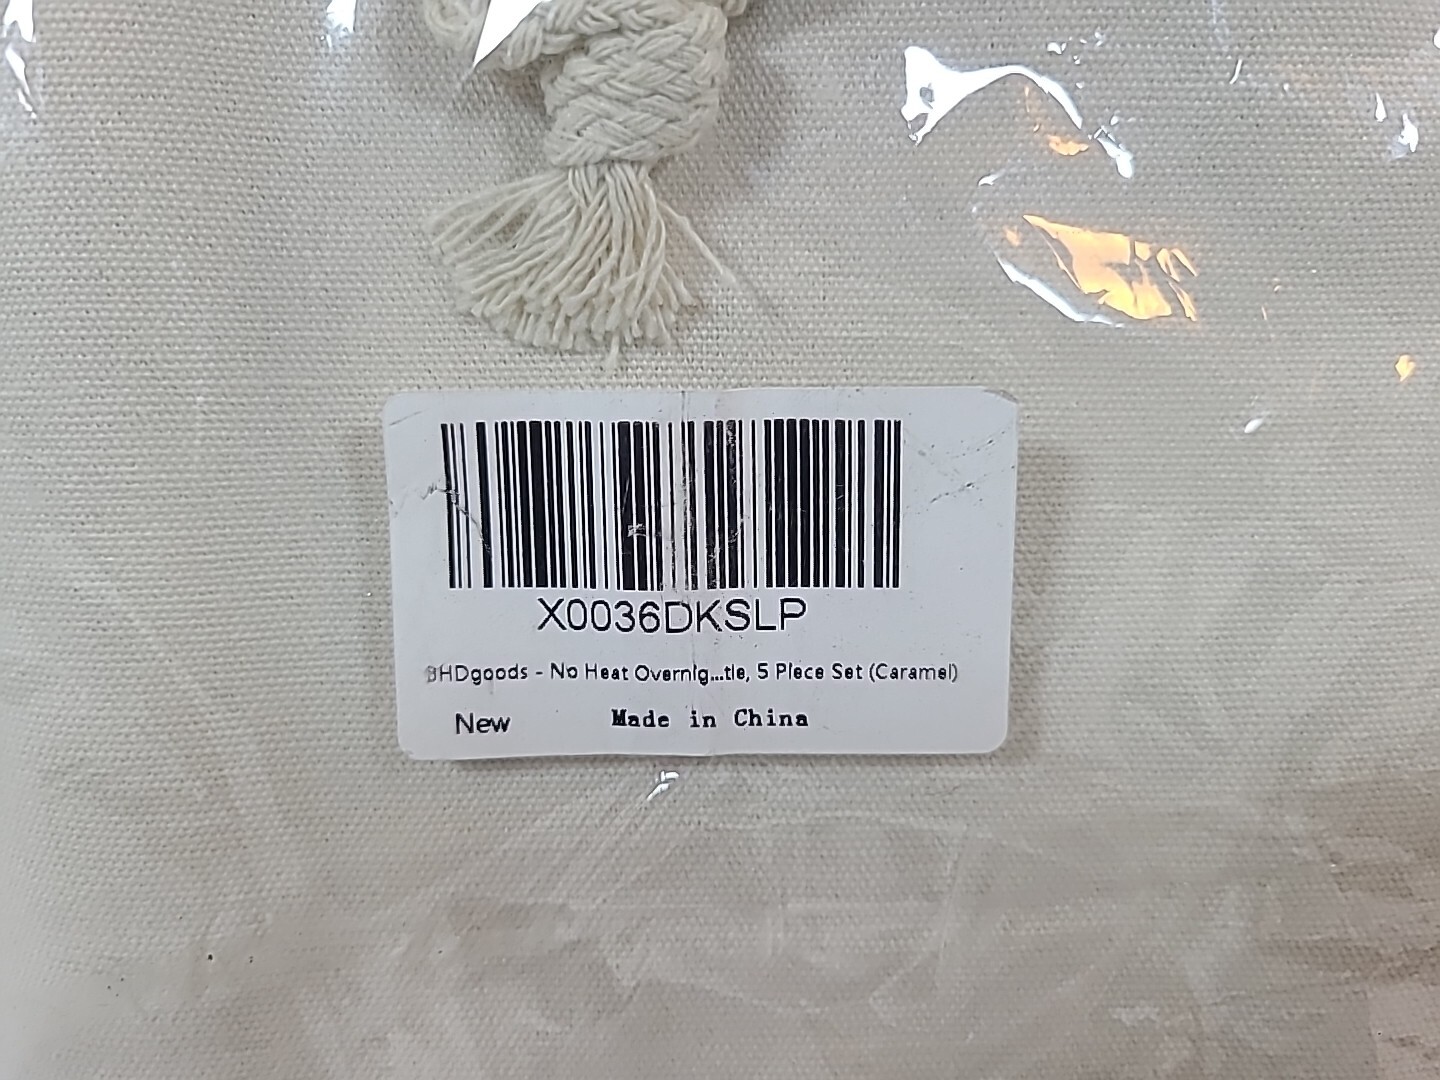 X0036DKSLP
BHDgoods - No Heat Overnig...tle, 5 Piece Set (Caramel)
New Made in China